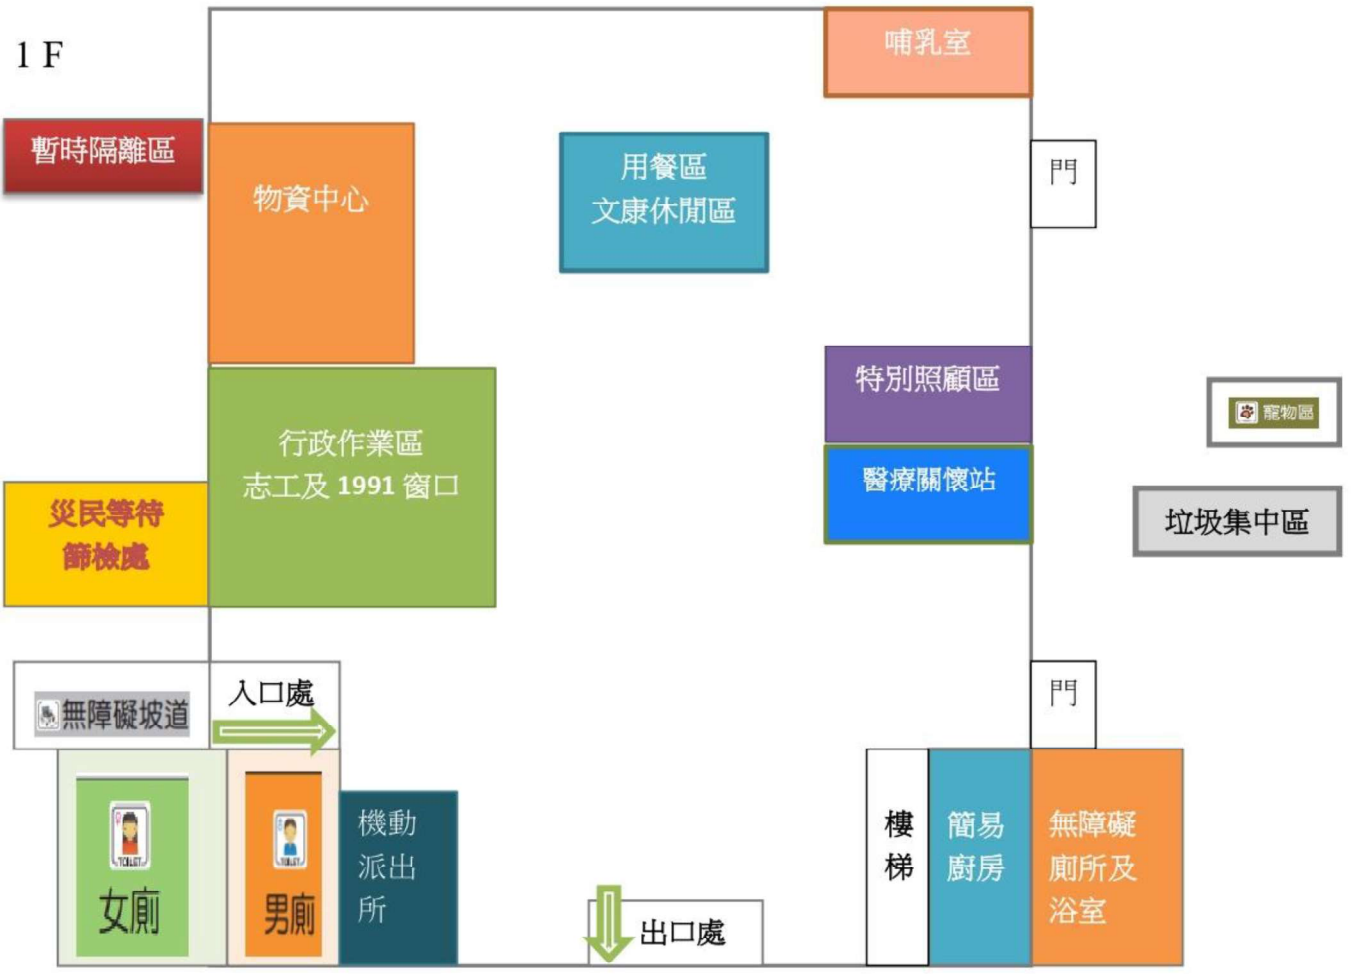 1 F
哺乳室
暫時隔離區
物資中心
用餐區
文康休閒區
門
特別照顧區
寵物區
行政作業區
志工及 1991 窗口
醫療關懷站
災民等待
篩檢處
垃圾集中區
無障礙坡道
入口處
門
TOILET
女廁
TOILET
男廁
機動
派出
所
出口處
樓
梯
簡易
廚房
無障礙
廁所及
浴室